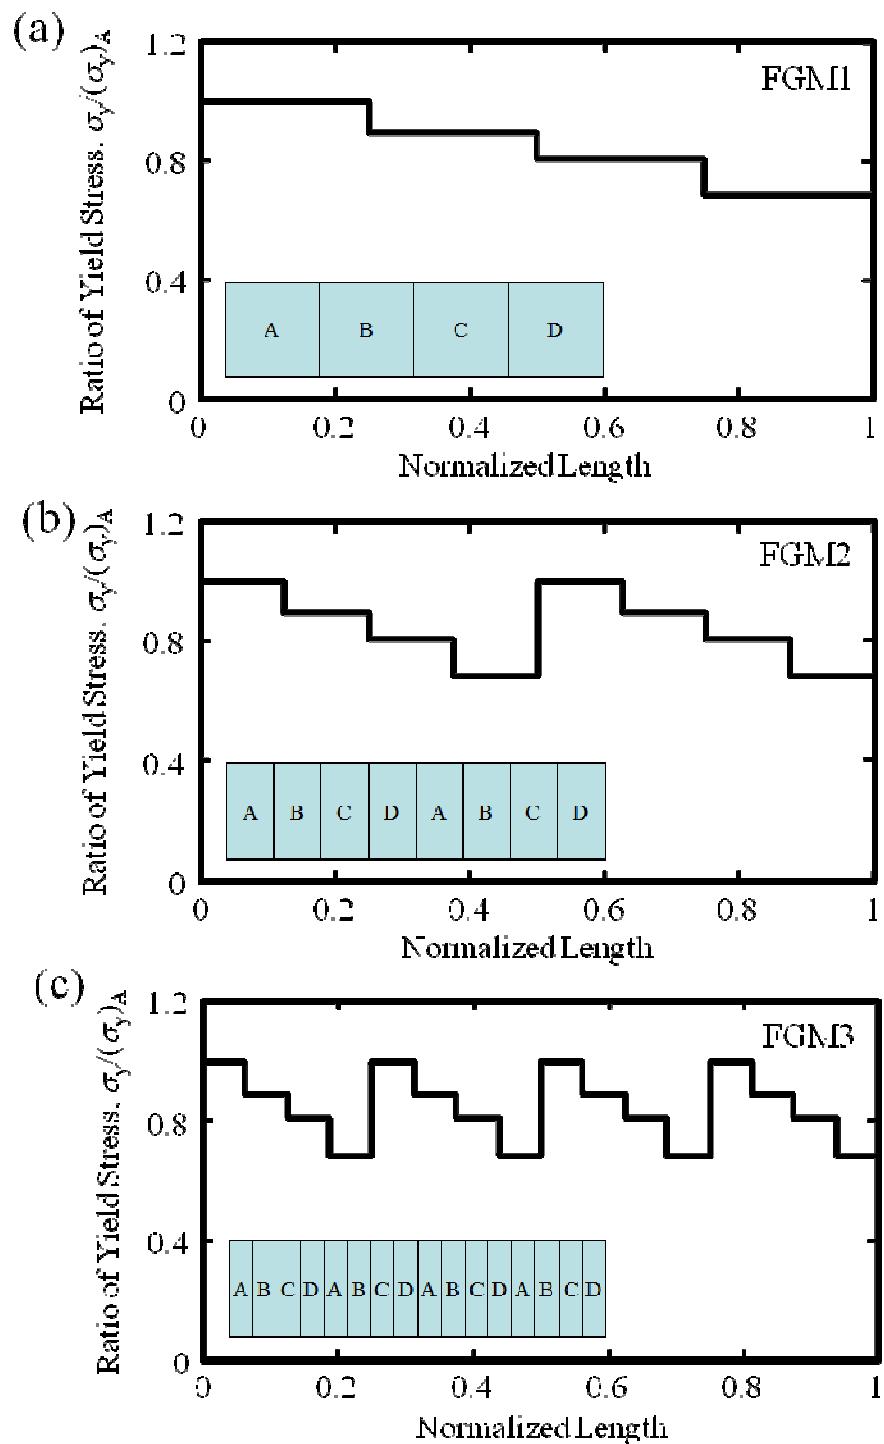 (a)
1.2
0.8
0.4
0
Ratio of Yield Stress. σy/(σy)A
FGM1
A B C D
0 0.2 0.4 0.6 0.8 1
Normalized Length
(b)
1.2
0.8
0.4
0
Ratio of Yield Stress. σy/(σy)A
FGM2
A B C D A B C D
0 0.2 0.4 0.6 0.8 1
Normalized Length
(c)
1.2
0.8
0.4
0
Ratio of Yield Stress. σy/(σy)A
FGM3
A B C D A B C D A B C D A B C D
0 0.2 0.4 0.6 0.8 1
Normalized Length